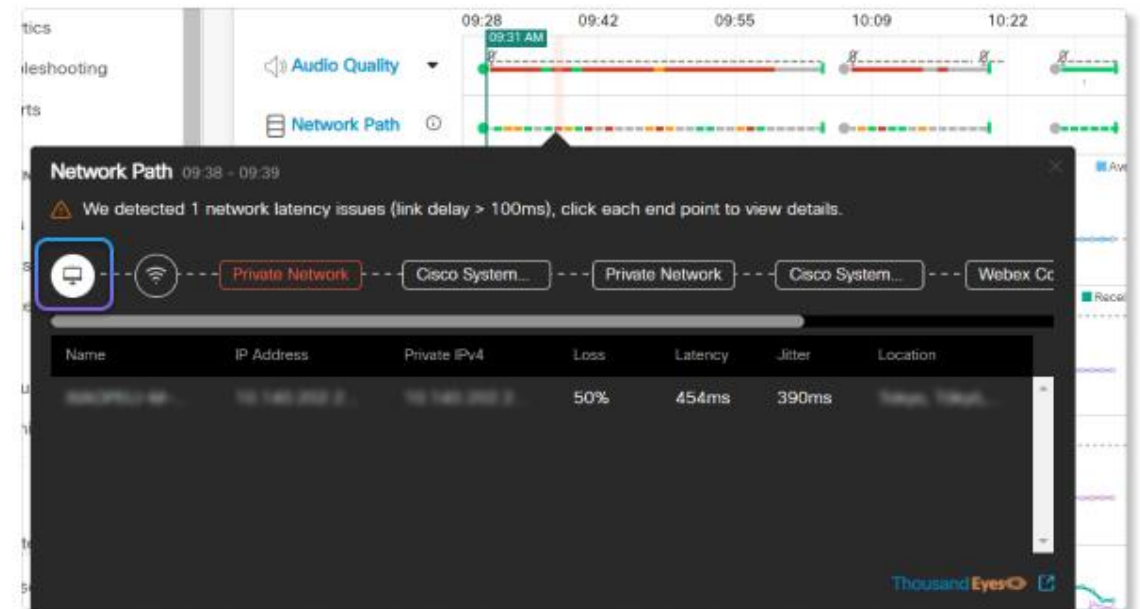 09:28 09:42 09:55 10:09 10:22
tics
09:31 AM
leshooting
Audio Quality
rts
Network Path
Network Path 09:38 - 09:39
We detected 1 network latency issues (link delay > 100ms), click each end point to view details.
Private Network Cisco System... Private Network Cisco System... Webex Co
Recei
Name IP Address Private IPv4 Loss Latency Jitter Location
50% 454ms 390ms
ThousandEyes